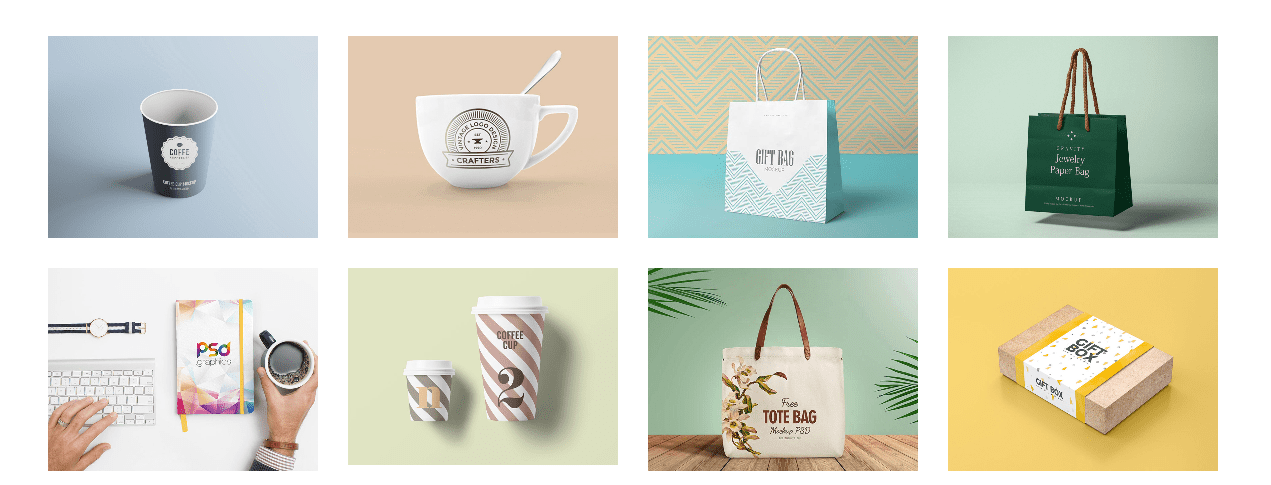 COFFE
VINTAGE LOGO DESIGN
CRAFTERS
GIFT BAG
MOCKUP
GRAVITY
Jewelry
Paper Bag
MOCKUP
psd
graphics
COFFEE
CUP
2
Free
TOTE BAG
Mockup PSD
GIFT
BOX
GIFT BOX